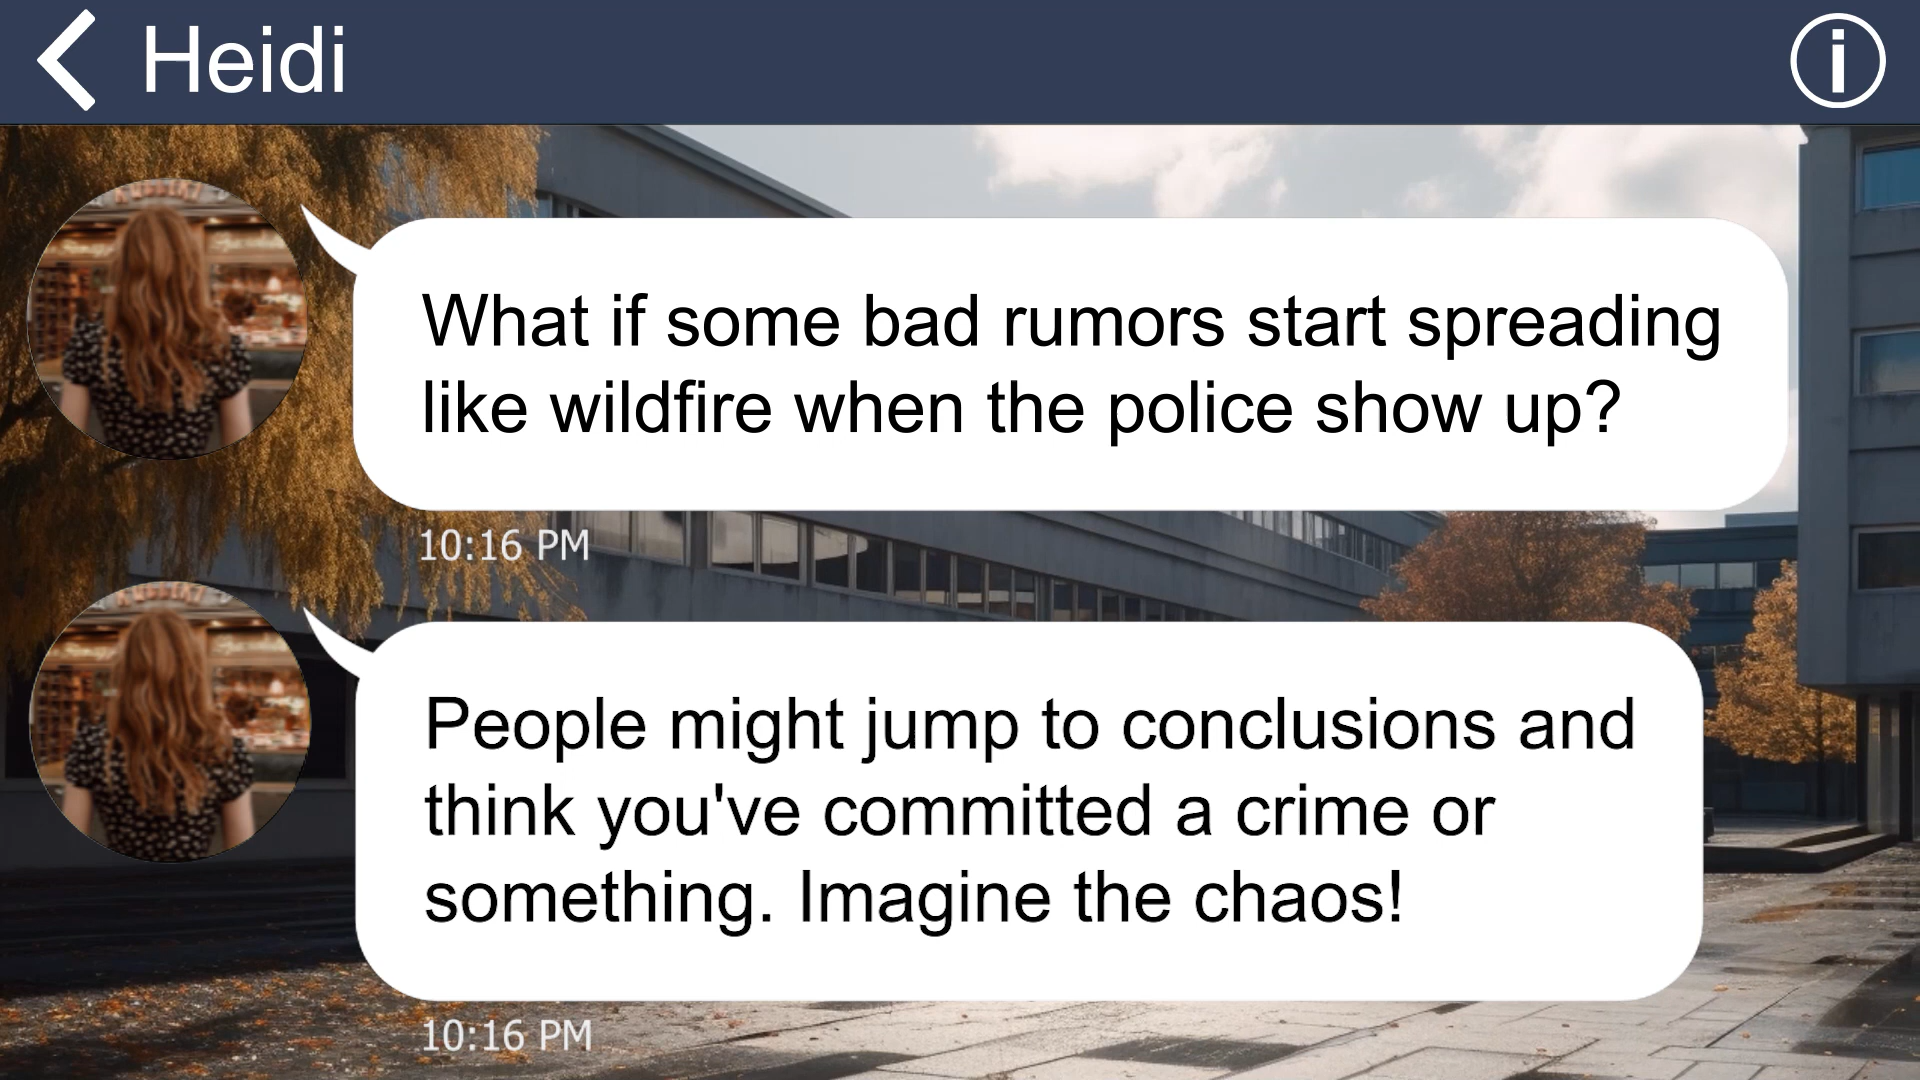 Heidi
What if some bad rumors start spreading
like wildfire when the police show up?
10:16 PM
People might jump to conclusions and
think you've committed a crime or
something. Imagine the chaos!
10:16 PM